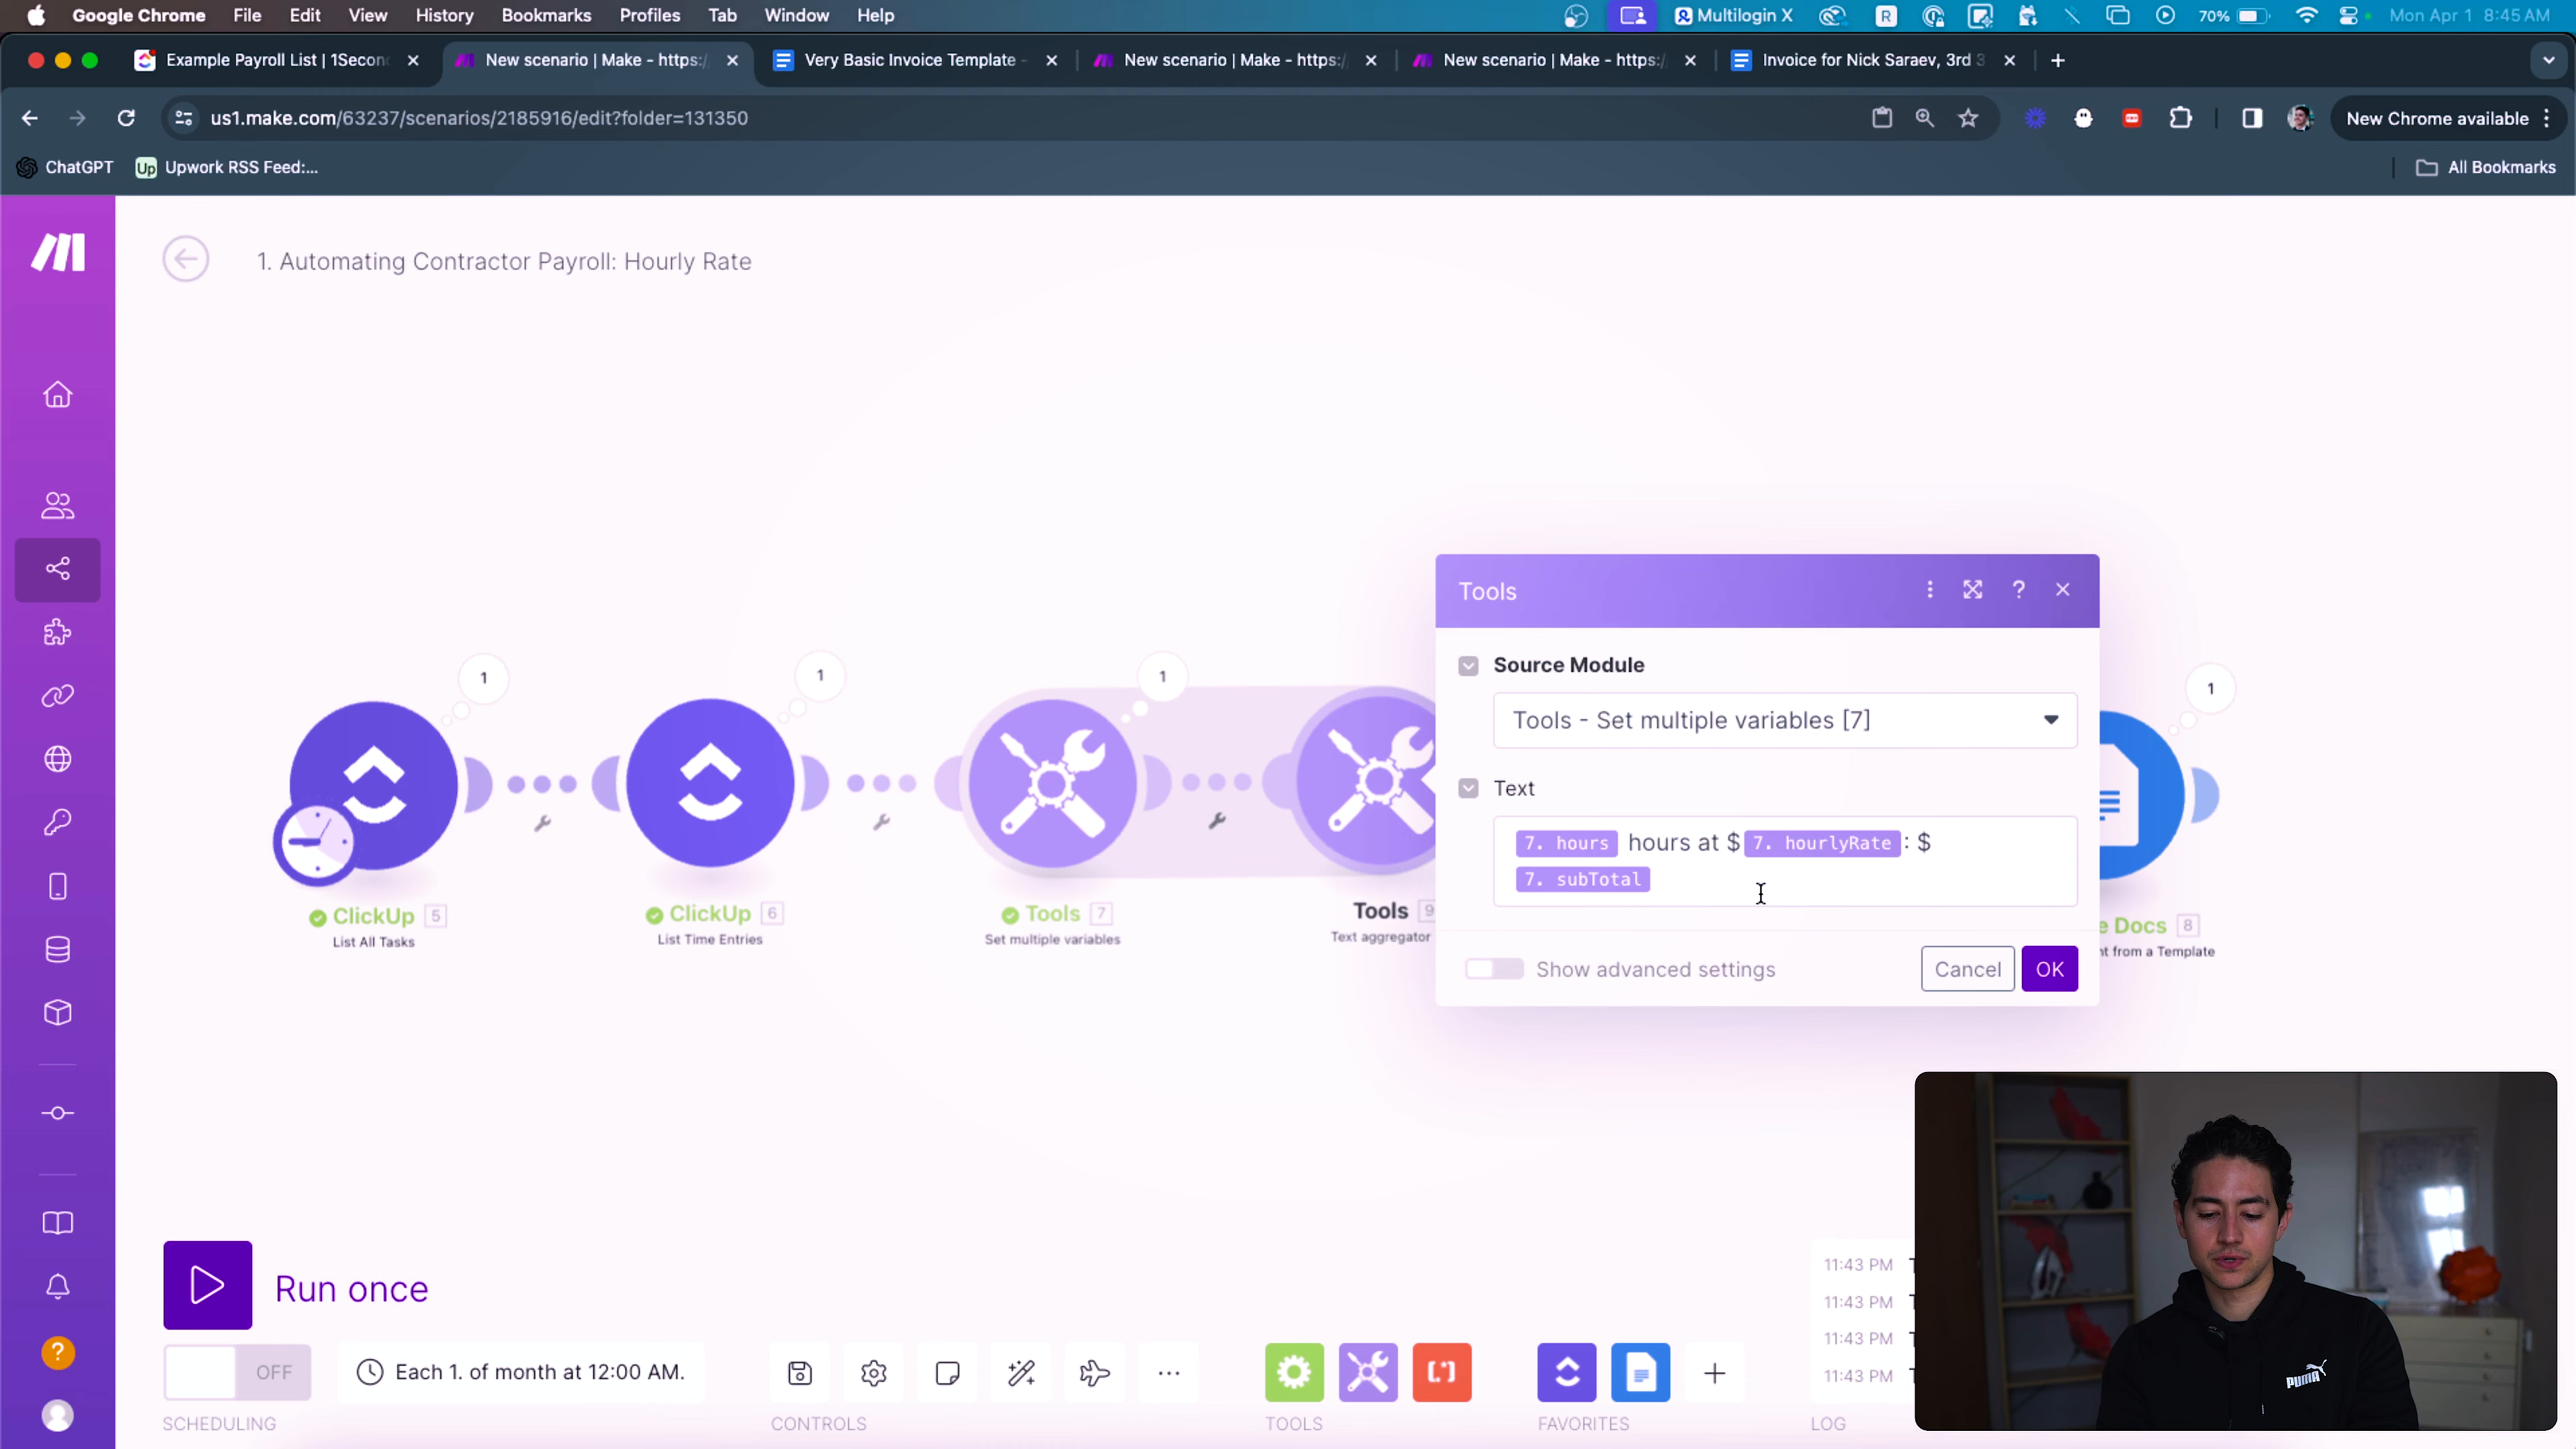 Google Chrome File Edit View History Bookmarks Profiles Tab Window Help Multilogin X 70% Mon Apr 1 8:45 AM
Example Payroll List | 1Secon
New scenario | Make - https:/
Very Basic Invoice Template -
New scenario | Make - https:/
New scenario | Make - https:/
Invoice for Nick Saraev, 3rd 3
us1.make.com/63237/scenarios/2185916/edit?folder=131350
New Chrome available
ChatGPT
Up Upwork RSS Feed:...
All Bookmarks
1. Automating Contractor Payroll: Hourly Rate
Tools
Source Module
Tools - Set multiple variables [7]
Text
7. hours hours at $ 7. hourlyRate : $
7. subTotal
Show advanced settings
Cancel
OK
1
1
1
1
ClickUp 5
List All Tasks
ClickUp 6
List Time Entries
Tools 7
Set multiple variables
Tools 9
Text aggregator
e Docs 8
nt from a Template
Run once
OFF
Each 1. of month at 12:00 AM.
SCHEDULING
CONTROLS
TOOLS
FAVORITES
LOG
11:43 PM
11:43 PM
11:43 PM
11:43 PM
?
PUMA